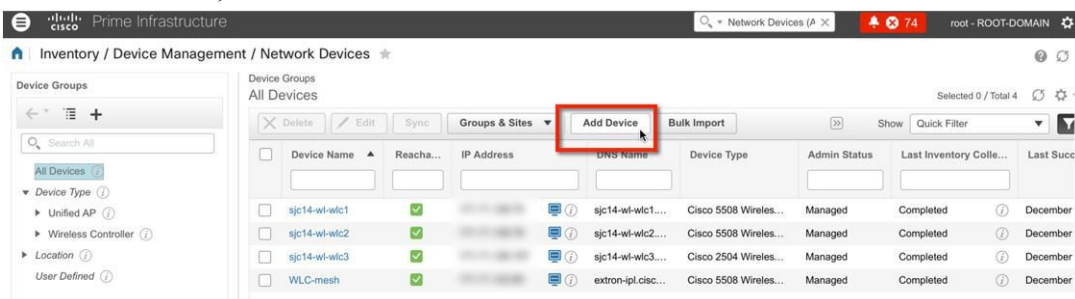 cisco Prime Infrastructure Network Devices (A 74 root - ROOT-DOMAIN
Inventory / Device Management / Network Devices
Device Groups
Search All
All Devices
Device Type
Unified AP
Wireless Controller
Location
User Defined
Device Groups
All Devices Selected 0 / Total 4
Delete Edit Sync Groups & Sites Add Device Bulk Import Show Quick Filter
Device Name Reacha... IP Address DNS Name Device Type Admin Status Last Inventory Colle... Last Succ
sjc14-wl-wlc1 sjc14-wl-wlc1.... Cisco 5508 Wireles... Managed Completed December
sjc14-wl-wlc2 sjc14-wl-wlc2.... Cisco 5508 Wireles... Managed Completed December
sjc14-wl-wlc3 sjc14-wl-wlc3.... Cisco 2504 Wireles... Managed Completed December
WLC-mesh extron-ipl.cisc... Cisco 5508 Wireles... Managed Completed December